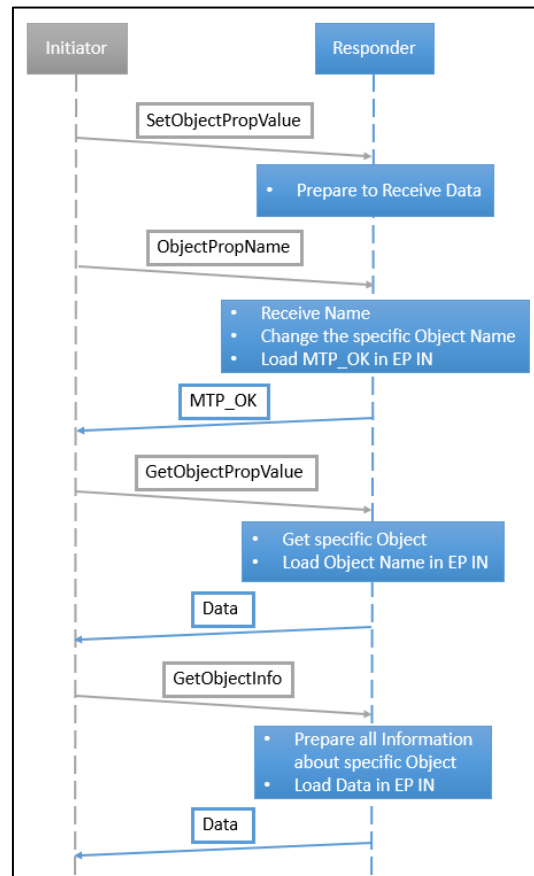 Initiator
Responder
SetObjectPropValue
• Prepare to Receive Data
ObjectPropName
• Receive Name
• Change the specific Object Name
• Load MTP_OK in EP IN
MTP_OK
GetObjectPropValue
• Get specific Object
• Load Object Name in EP IN
Data
GetObjectInfo
• Prepare all Information
about specific Object
• Load Data in EP IN
Data